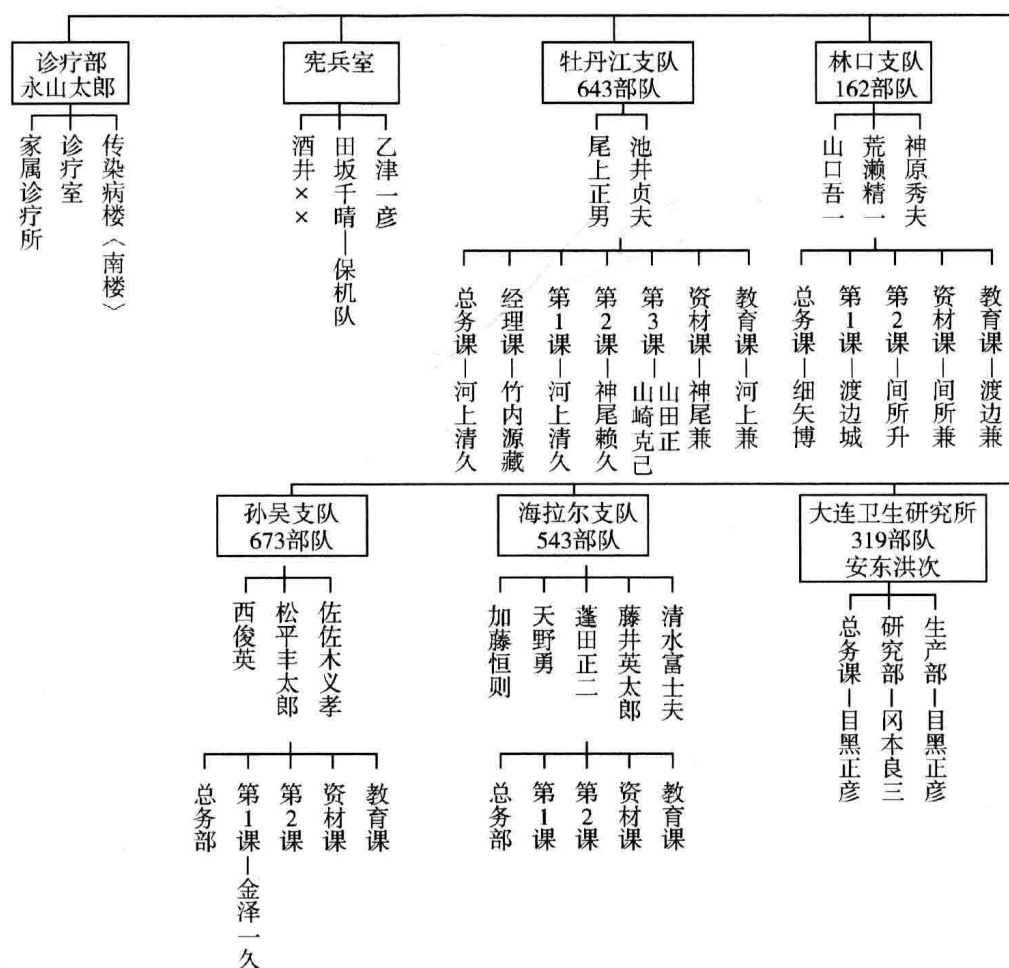 诊疗部
永山太郎
宪兵室
牡丹江支队
643部队
林口支队
162部队
家属诊疗所
诊疗室
传染病楼〈南楼〉
酒井××
田坂千晴—保机队
乙津一彦
尾上正男
池井贞夫
山口吾一
荒濑精一
神原秀夫
总务课—河上清久
经理课—竹内源藏
第1课—河上清久
第2课—神尾赖久
第3课—山崎克己
山田正
资材课—神尾兼
教育课—河上兼
总务课—细矢博
第1课—渡边城
第2课—间所升
资材课—间所兼
教育课—渡边兼
孙吴支队
673部队
海拉尔支队
543部队
大连卫生研究所
319部队
安东洪次
西俊英
松平丰太郎
佐佐木义孝
加藤恒则
天野勇
蓬田正二
藤井英太郎
清水富士夫
总务课—目黑正彦
研究部—冈本良三
生产部—目黑正彦
总务部
第1课—金泽一久
第2课
资材课
教育课
总务部
第1课
第2课
资材课
教育课